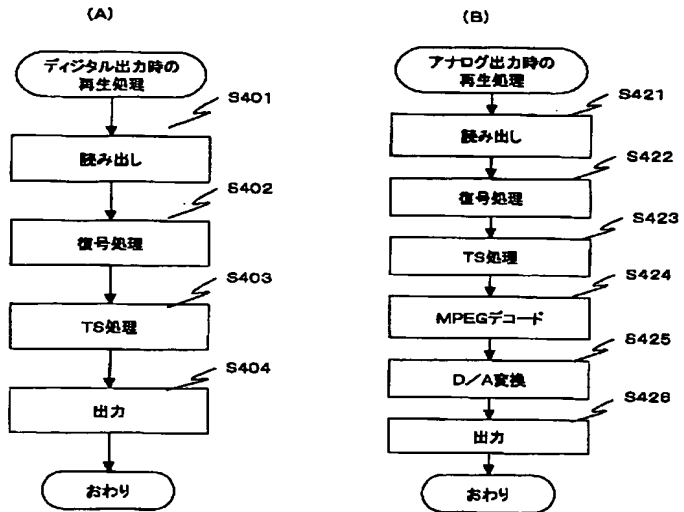 (A)
ディジタル出力時の
再生処理
S401
読み出し
S402
復号処理
S403
TS処理
S404
出力
おわり
(B)
アナログ出力時の
再生処理
S421
読み出し
S422
復号処理
S423
TS処理
S424
MPEGデコード
S425
D/A変換
S426
出力
おわり